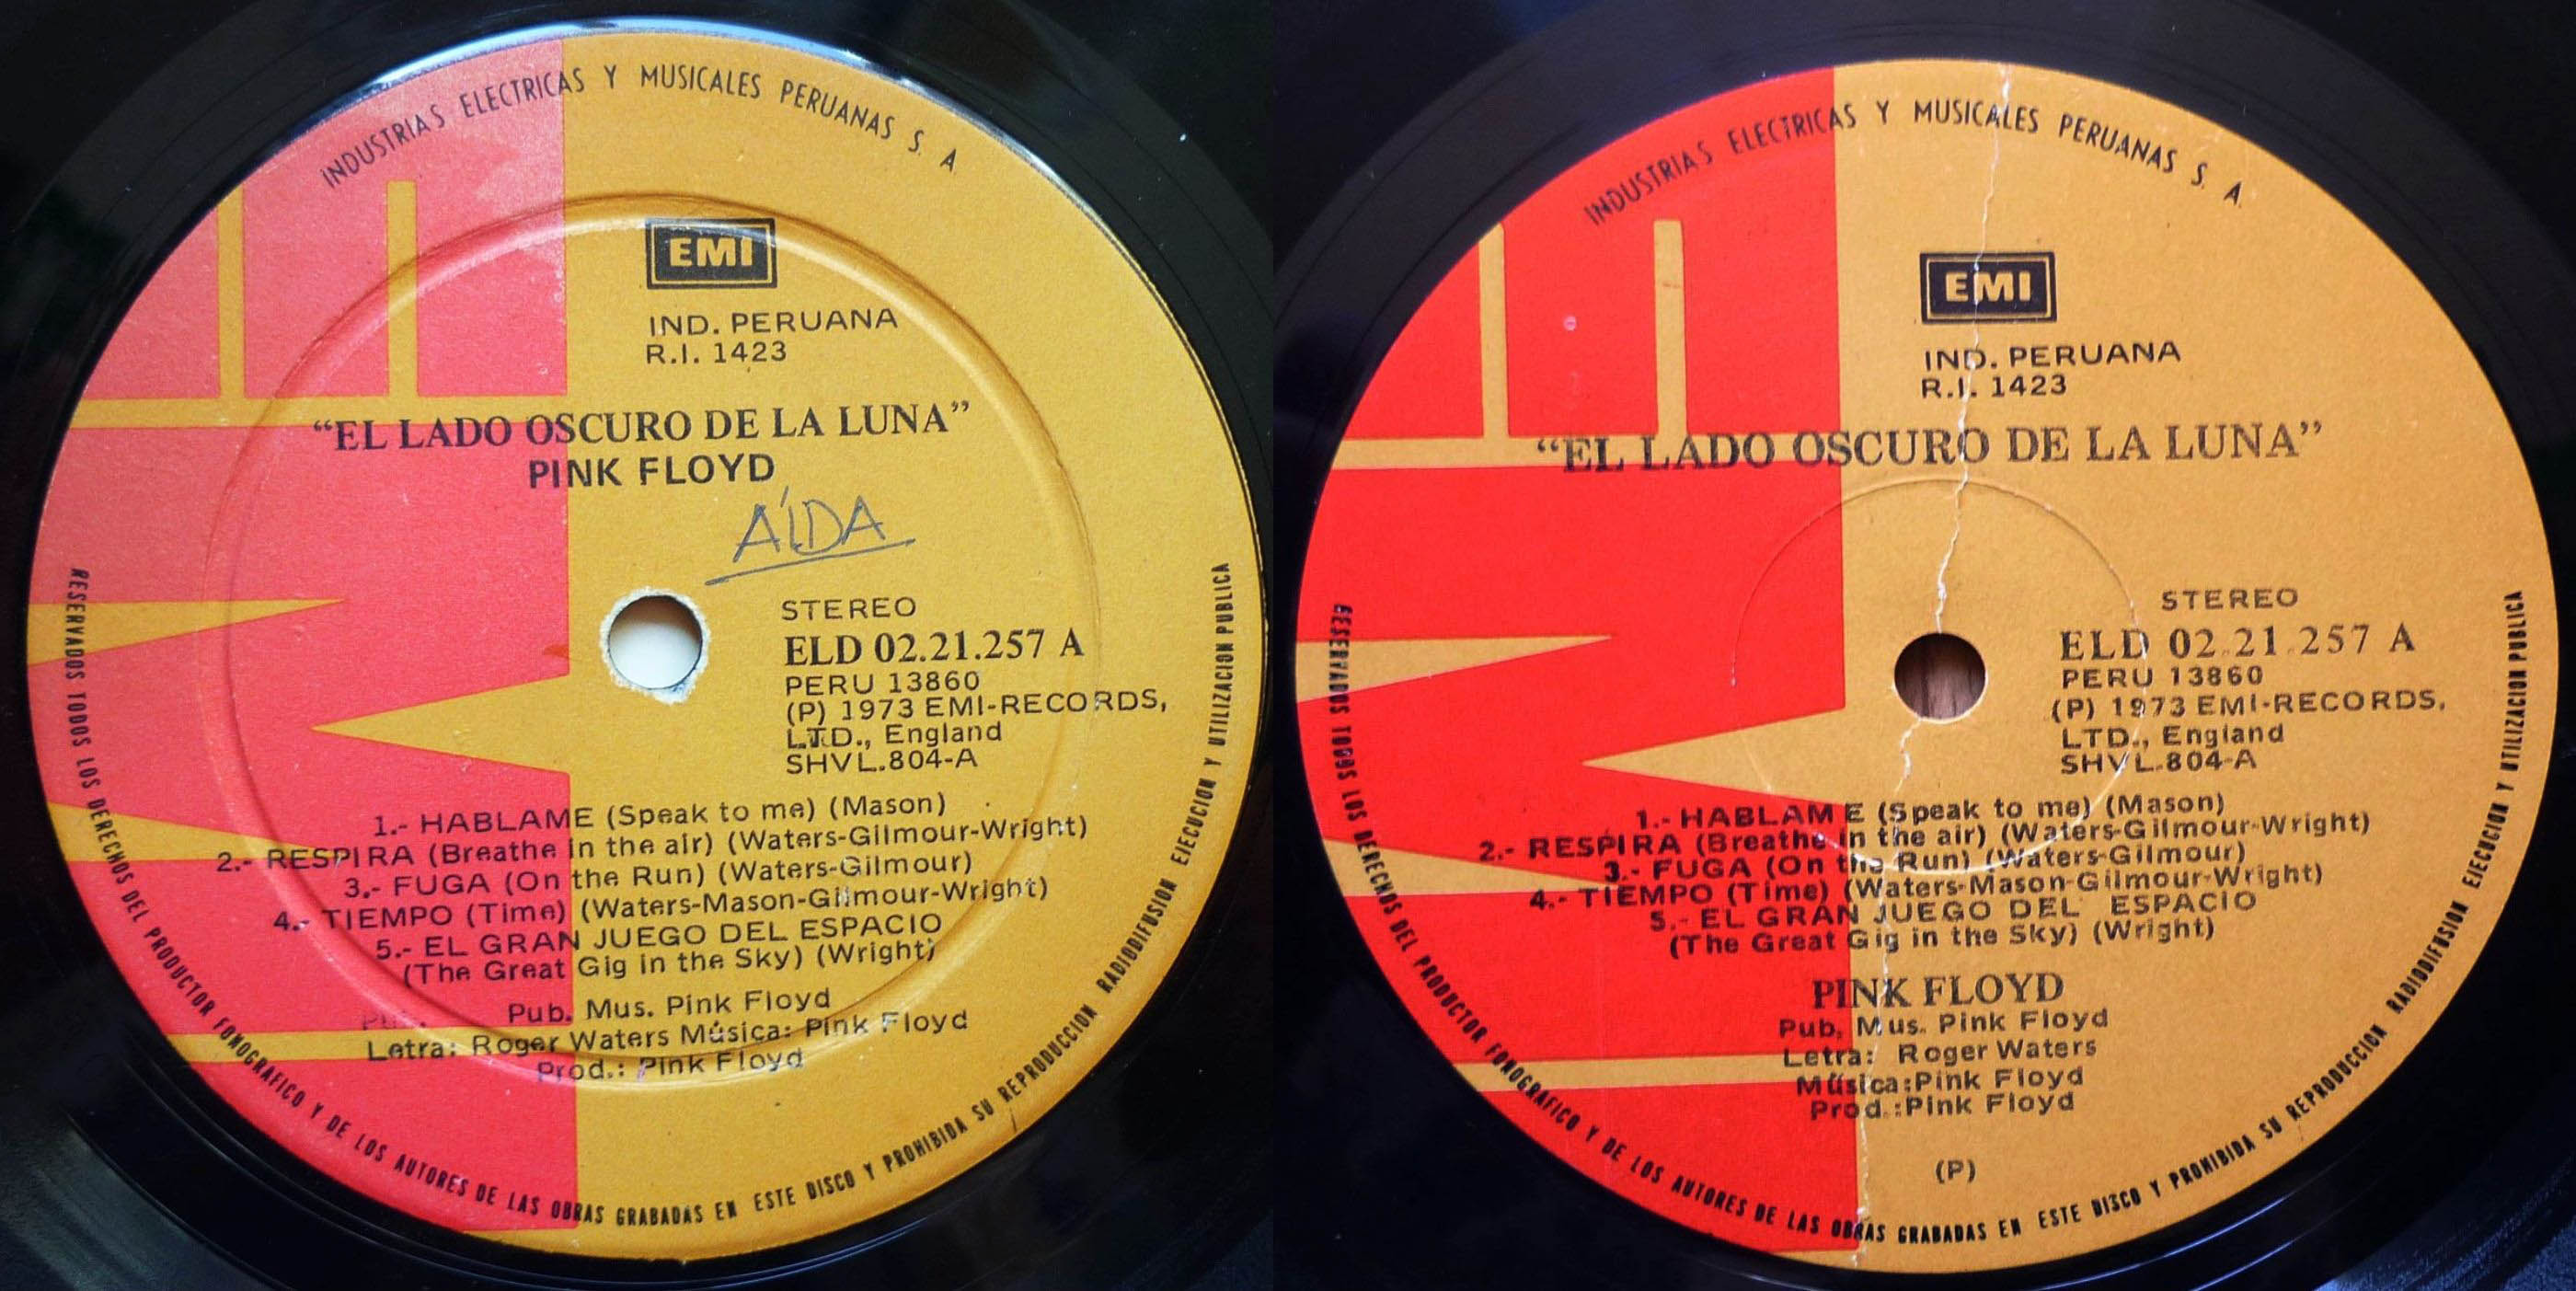 INDUSTRIAS ELECTRICAS Y MUSICALES PERUANAS S. A
EMI
IND. PERUANA
R.I. 1423
“EL LADO OSCURO DE LA LUNA”
PINK FLOYD
AÍDA
STEREO
ELD 02.21.257 A
PERU 13860
(P) 1973 EMI-RECORDS,
LTD., England
SHVL.804-A
1.- HABLAME (Speak to me) (Mason)
2.- RESPIRA (Breathe in the air) (Waters-Gilmour-Wright)
3.- FUGA (On the Run) (Waters-Gilmour)
4.- TIEMPO (Time) (Waters-Mason-Gilmour-Wright)
5.- EL GRAN JUEGO DEL ESPACIO
(The Great Gig in the Sky) (Wright)
Pub. Mus. Pink Floyd
Letra: Roger Waters Música: Pink Floyd
Prod.: Pink Floyd
RESERVADOS TODOS LOS DERECHOS DEL PRODUCTOR FONOGRAFICO Y DE LOS AUTORES DE LAS OBRAS GRABADAS EN ESTE DISCO Y PROHIBIDA SU REPRODUCCION RADIODIFUSION EJECUCION Y UTILIZACION PUBLICA
INDUSTRIAS ELECTRICAS Y MUSICALES PERUANAS S. A.
EMI
IND. PERUANA
R.I. 1423
“EL LADO OSCURO DE LA LUNA”
STEREO
ELD 02.21.257 A
PERU 13860
(P) 1973 EMI-RECORDS,
LTD., England
SHVL.804-A
1.- HABLAME (Speak to me) (Mason)
2.- RESPIRA (Breathe in the air) (Waters-Gilmour-Wright)
3.- FUGA (On the Run) (Waters-Gilmour)
4.- TIEMPO (Time) (Waters-Mason-Gilmour-Wright)
5.- EL GRAN JUEGO DEL ESPACIO
(The Great Gig in the Sky) (Wright)
PINK FLOYD
Pub. Mus. Pink Floyd
Letra: Roger Waters
Música:Pink Floyd
Prod.:Pink Floyd
(P)
RESERVADOS TODOS LOS DERECHOS DEL PRODUCTOR FONOGRAFICO Y DE LOS AUTORES DE LAS OBRAS GRABADAS EN ESTE DISCO Y PROHIBIDA SU REPRODUCCION RADIODIFUSION EJECUCION Y UTILIZACION PUBLICA